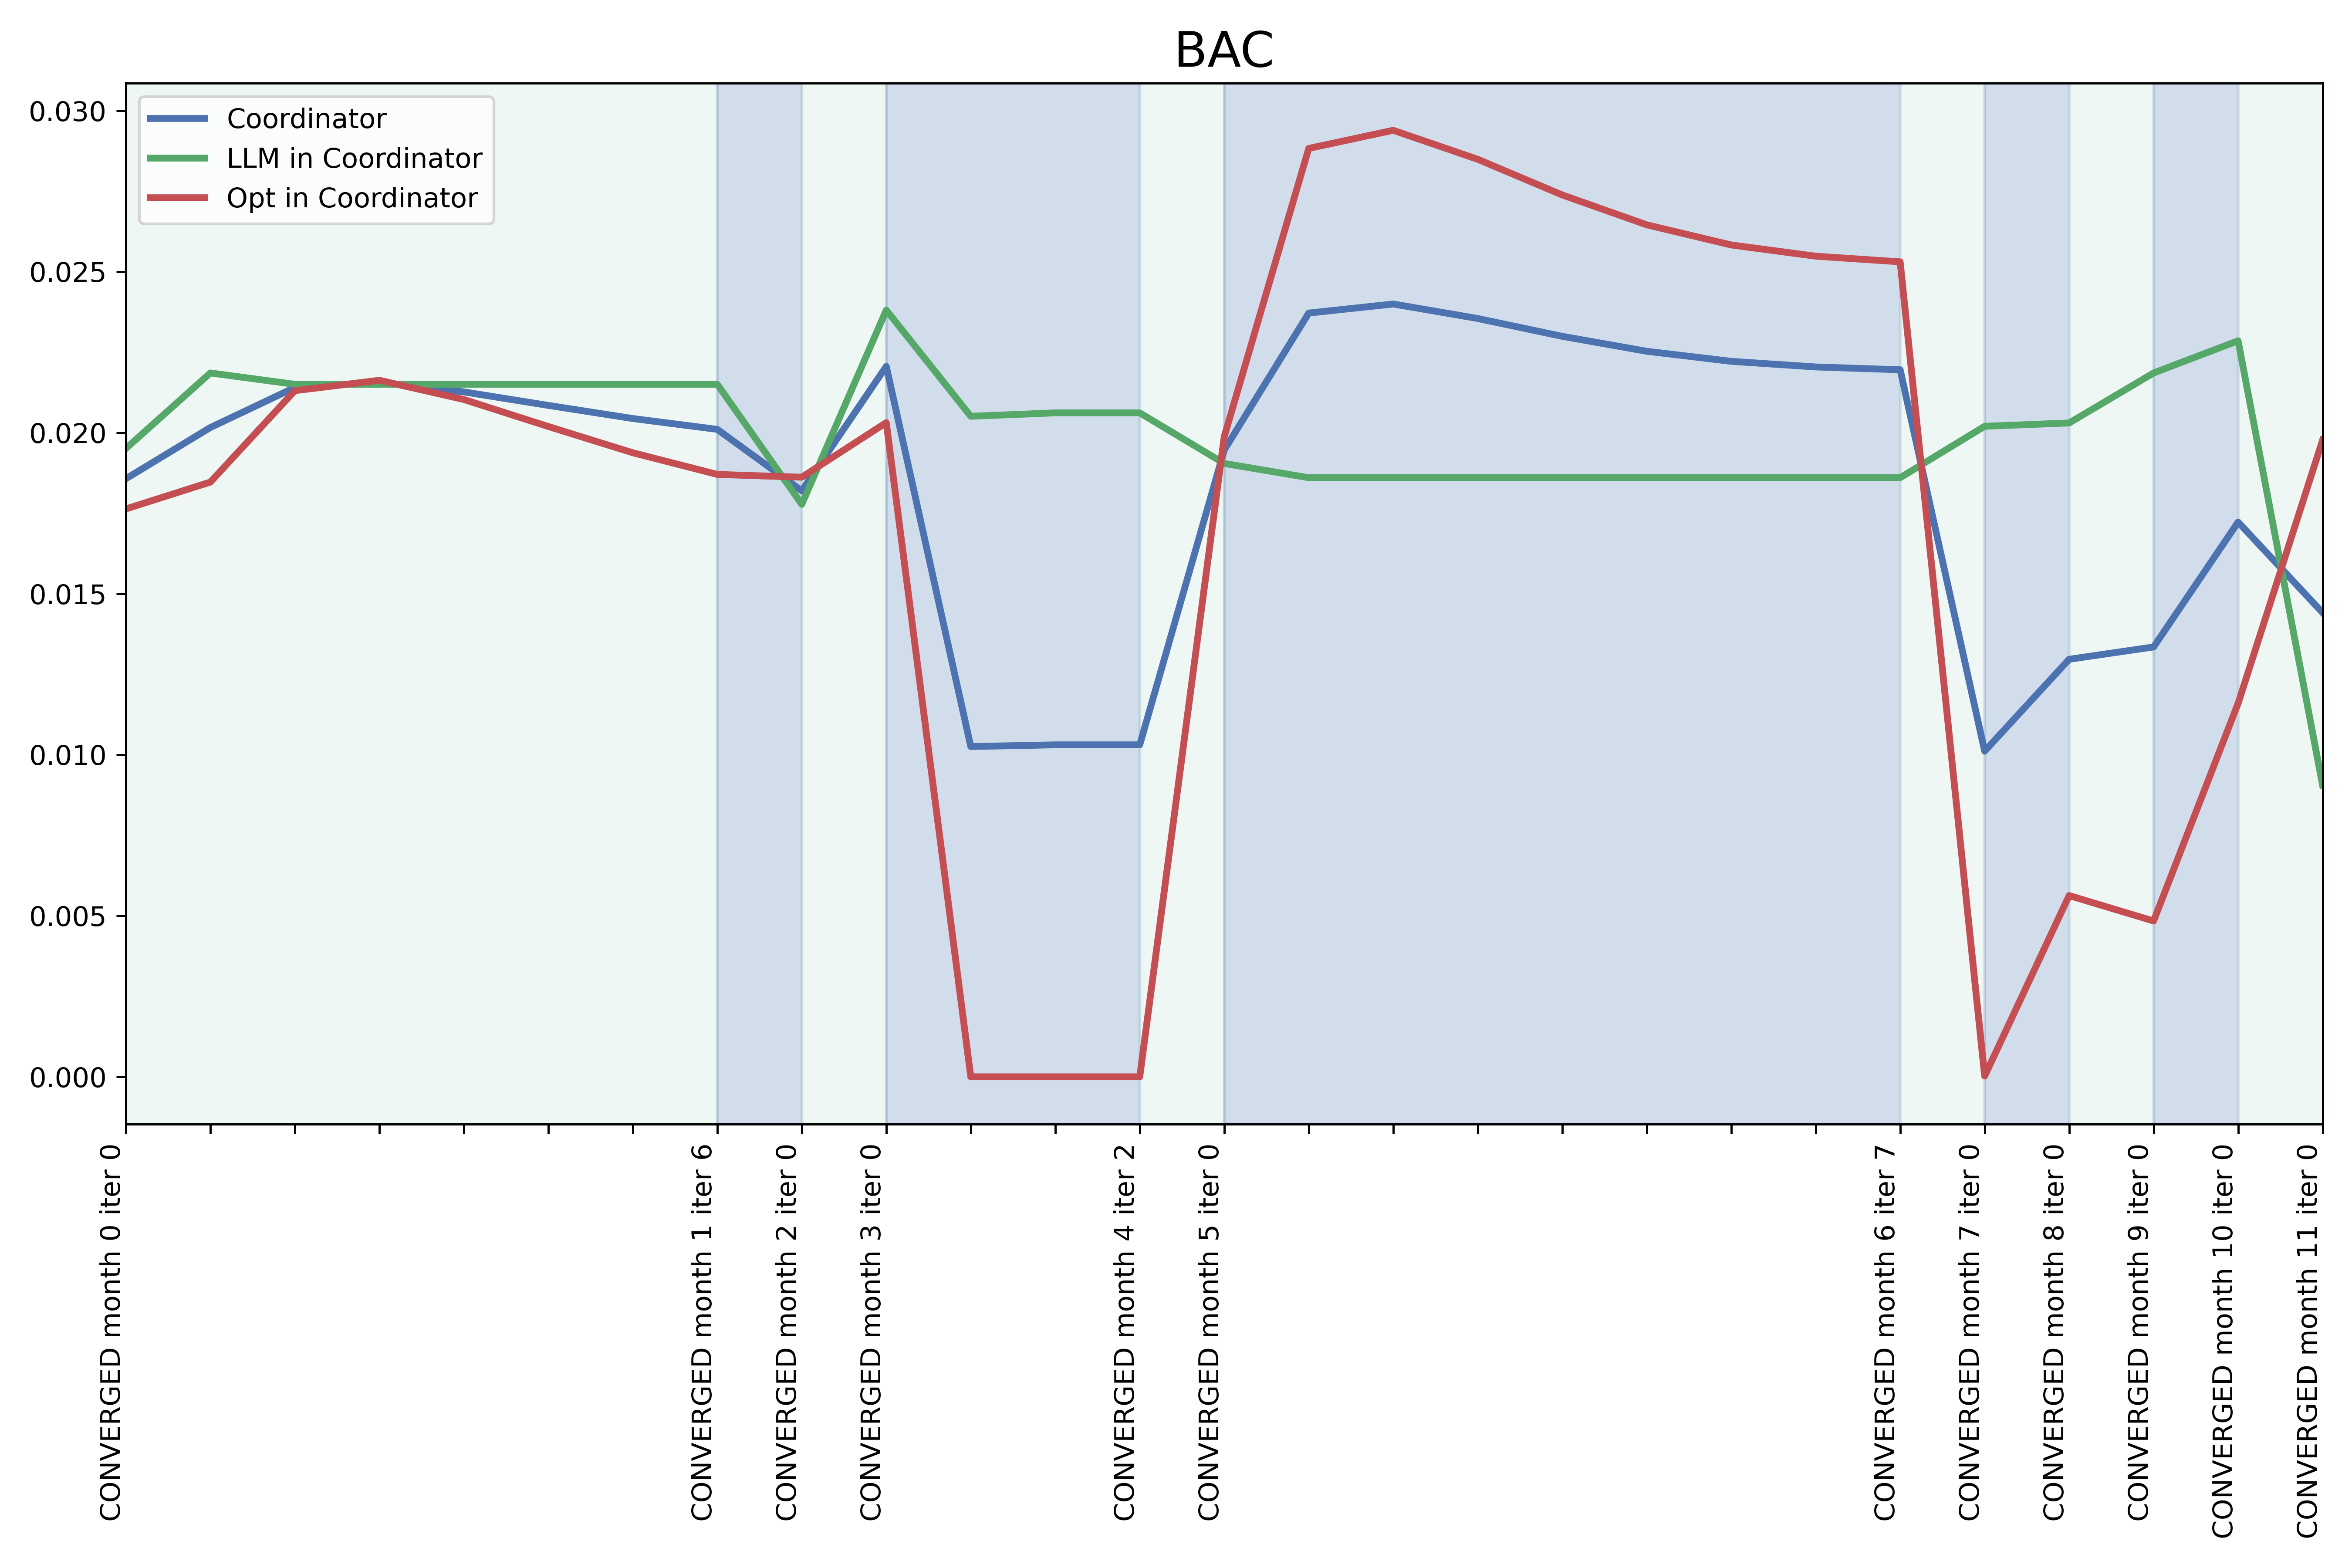 BAC
Coordinator
LLM in Coordinator
Opt in Coordinator
0.030
0.025
0.020
0.015
0.010
0.005
0.000
CONVERGED month 0 iter 0
CONVERGED month 1 iter 6
CONVERGED month 2 iter 0
CONVERGED month 3 iter 0
CONVERGED month 4 iter 2
CONVERGED month 5 iter 0
CONVERGED month 6 iter 7
CONVERGED month 7 iter 0
CONVERGED month 8 iter 0
CONVERGED month 9 iter 0
CONVERGED month 10 iter 0
CONVERGED month 11 iter 0